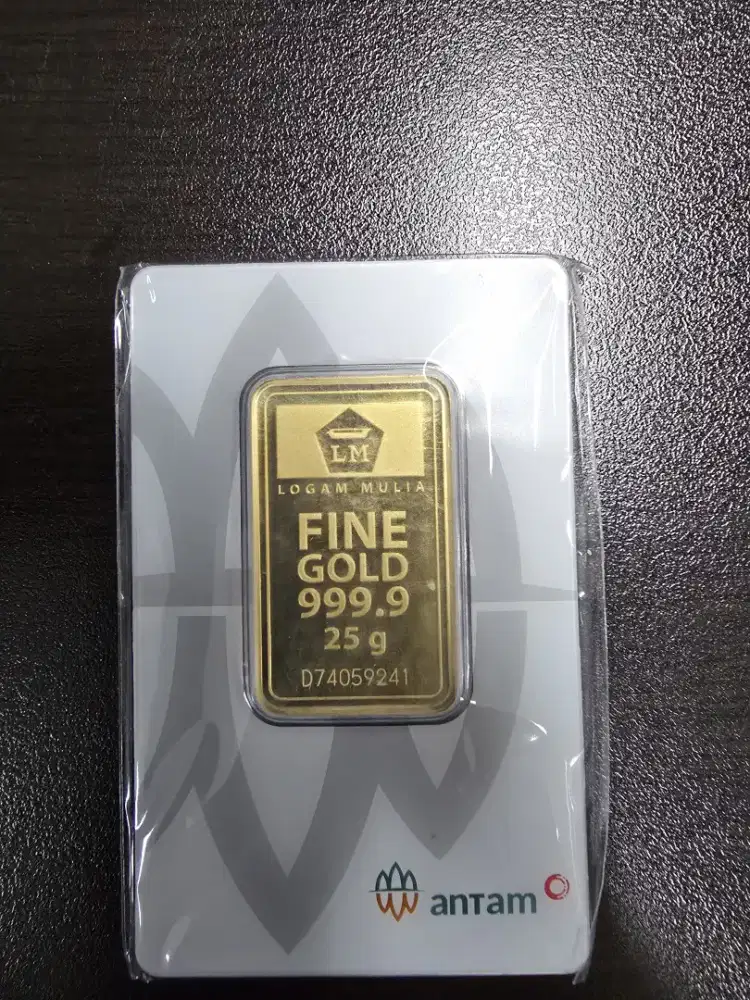 LM
LOGAM MULIA
FINE
GOLD
999.9
25 g
D74059241
antam